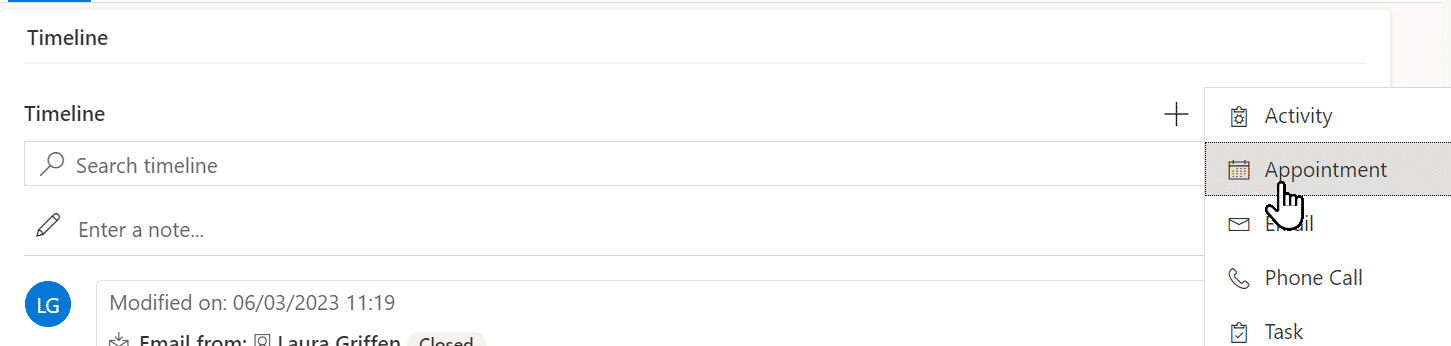 Timeline
Timeline
Search timeline
Enter a note...
LG
Modified on: 06/03/2023 11:19
Email from: Laura Griffen Closed
Activity
Appointment
Email
Phone Call
Task